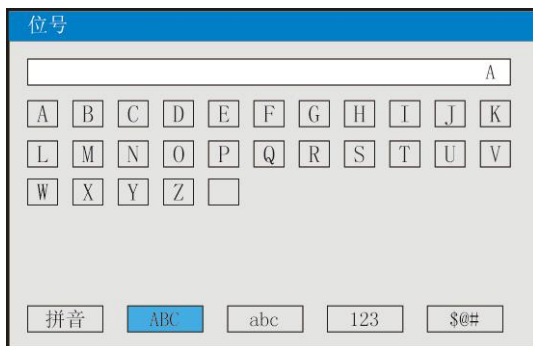 位号
A
A B C D E F G H I J K
L M N O P Q R S T U V
W X Y Z
拼音 ABC abc 123 $@#